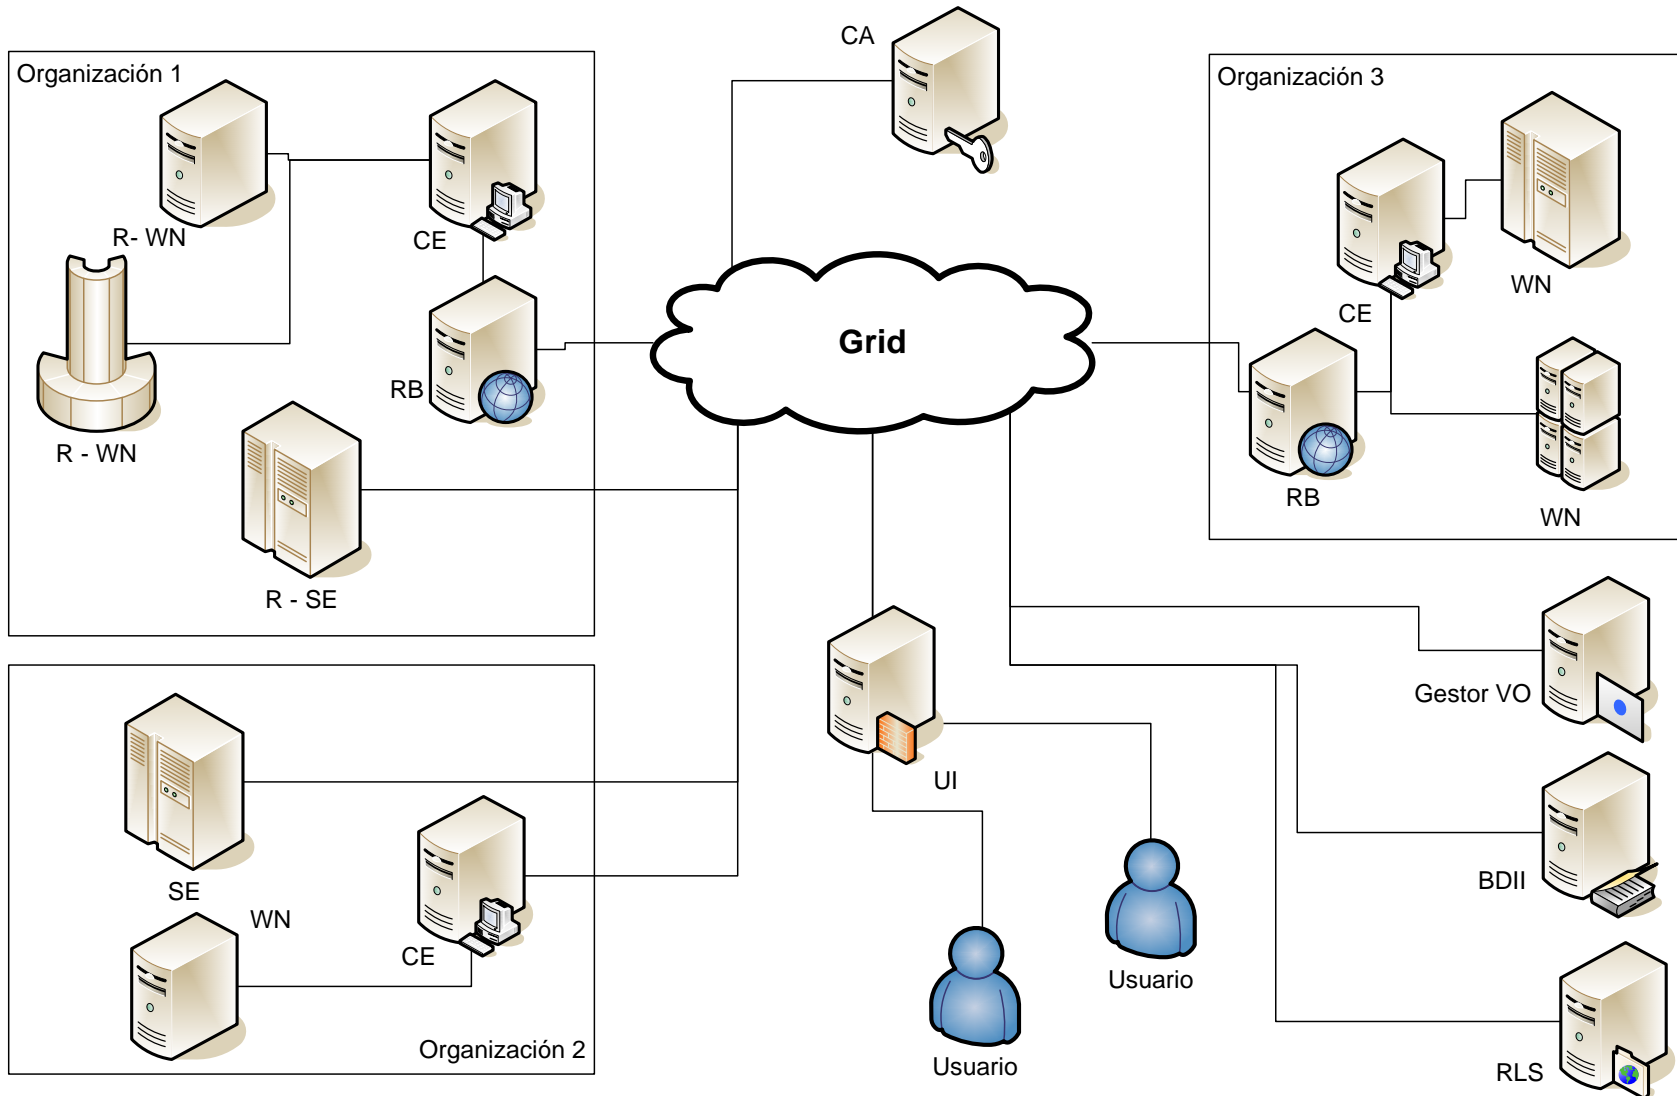 CA
Organización 1
Organización 3
R- WN
CE
WN
CE
Grid
RB
R - WN
RB
WN
R - SE
Gestor VO
UI
BDII
SE
WN
CE
Usuario
Organización 2
Usuario
RLS